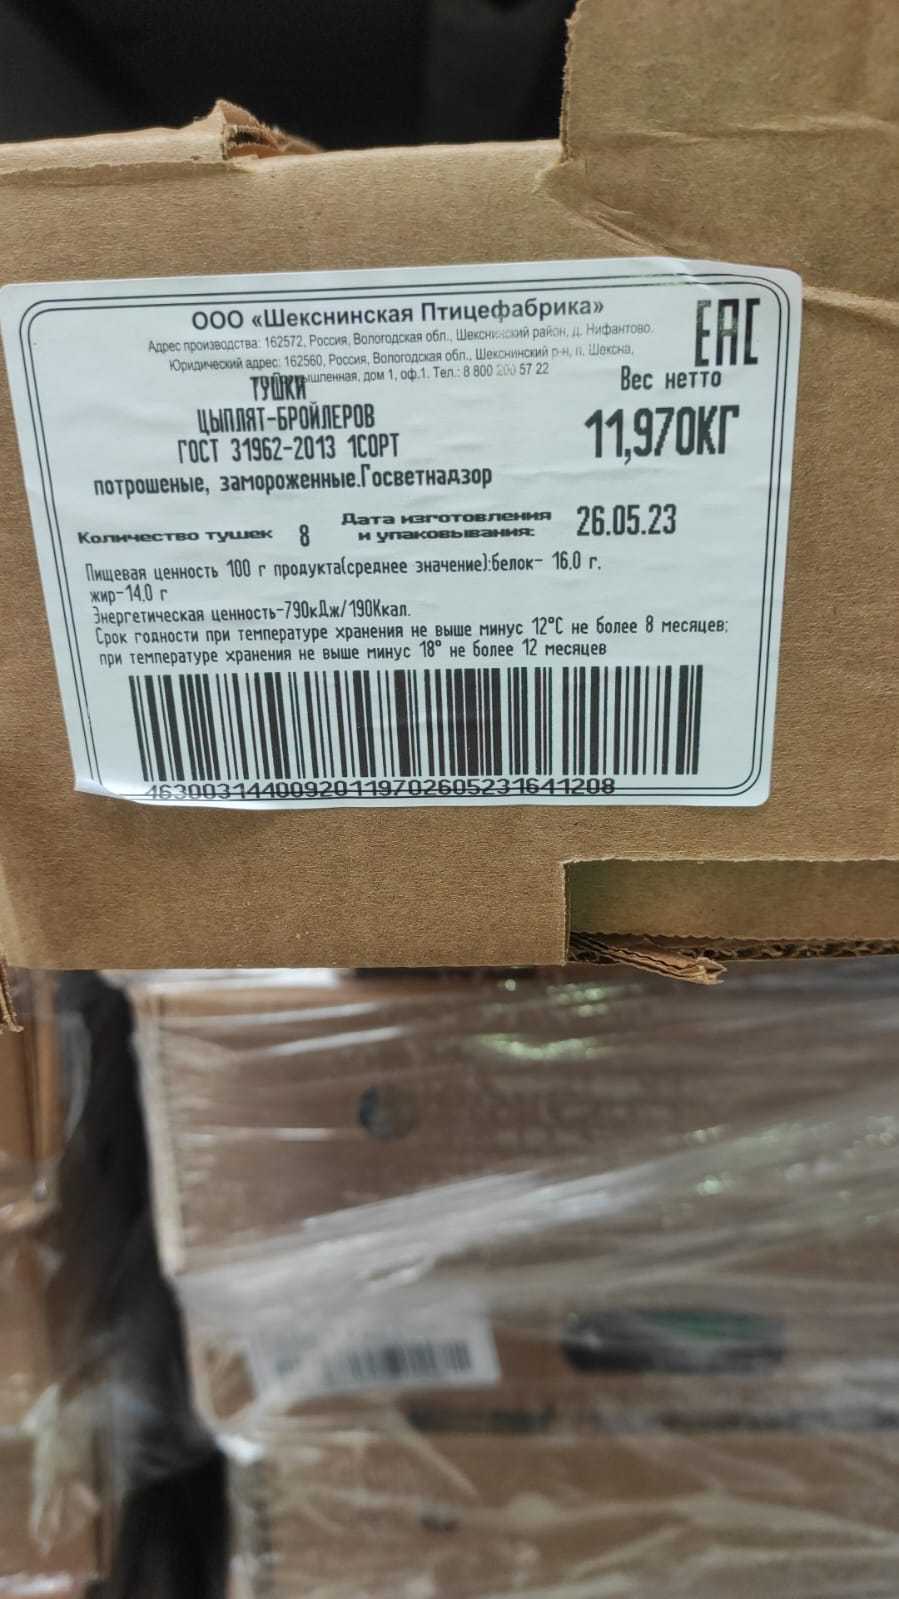 ООО «Шекснинская Птицефабрика»
Адрес производства: 162572, Россия, Вологодская обл., Шекснинский район, д. Нифантово.
Юридический адрес: 162560, Россия, Вологодская обл., Шекснинский р-н, п. Шексна,
дом 1, оф.1. Тел.: 8 800 200 57 22
EAC
ТУШКИ
ЦЫПЛЯТ-БРОЙЛЕРОВ
ГОСТ 31962-2013 1СОРТ
потрошеные, замороженные.Госветнадзор
Вес нетто
11,970КГ
Количество тушек 8
Дата изготовления
и упаковывания: 26.05.23
Пищевая ценность 100 г продукта(среднее значение):белок- 16,0 г.
жир-14,0 г
Энергетическая ценность-790кДж/190Ккал.
Срок годности при температуре хранения не выше минус 12°С не более 8 месяцев;
при температуре хранения не выше минус 18° не более 12 месяцев
46300314400920119702605231641208